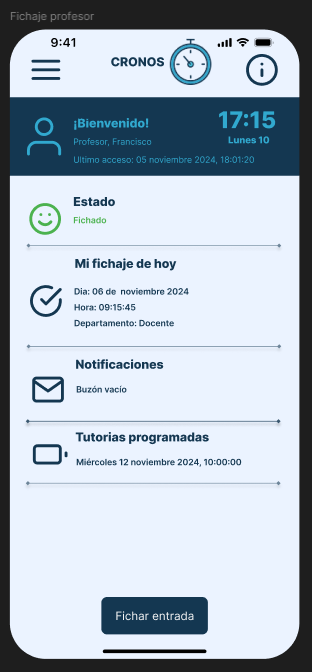 Fichaje profesor
9:41
CRONOS
¡Bienvenido!
17:15
Profesor, Francisco
Lunes 10
Ultimo acceso: 05 noviembre 2024, 18:01:20
Estado
Fichado
Mi fichaje de hoy
Dia: 06 de noviembre 2024
Hora: 09:15:45
Departamento: Docente
Notificaciones
Buzón vacío
Tutorias programadas
Miércoles 12 noviembre 2024, 10:00:00
Fichar entrada